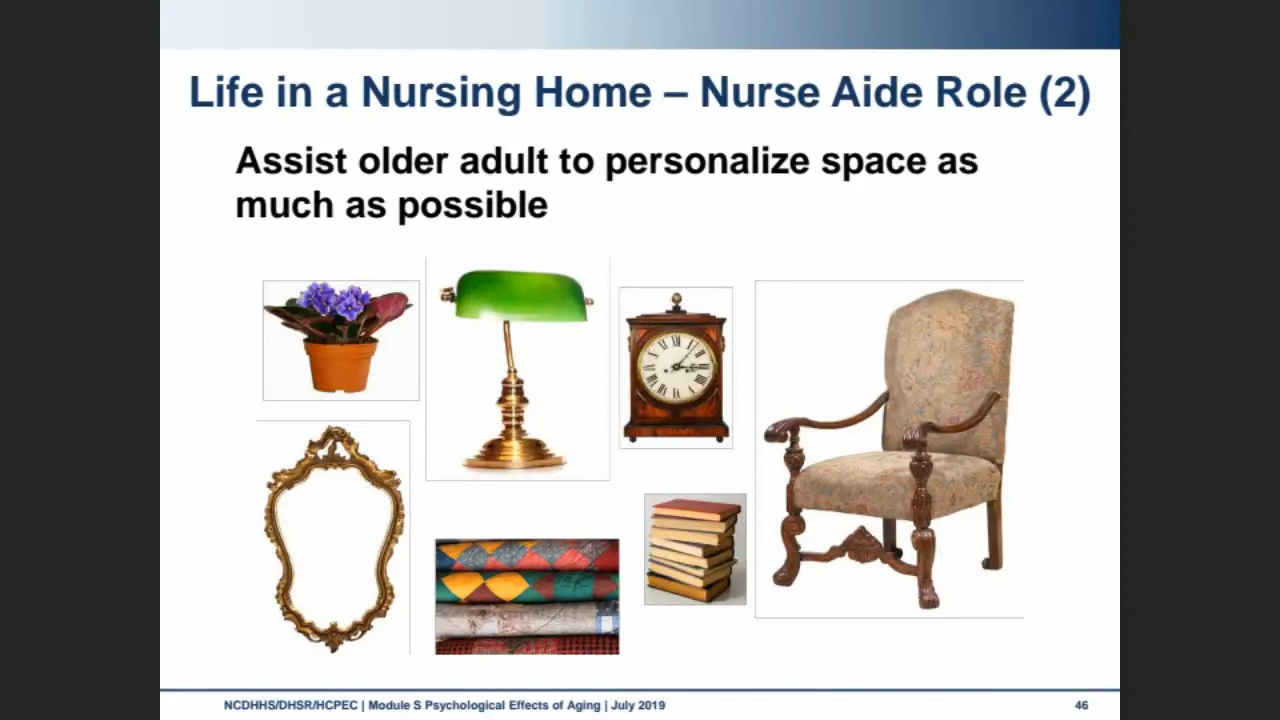 Life in a Nursing Home – Nurse Aide Role (2)
Assist older adult to personalize space as
much as possible
NCDHHS/DHSR/HCPEC | Module S Psychological Effects of Aging | July 2019
46